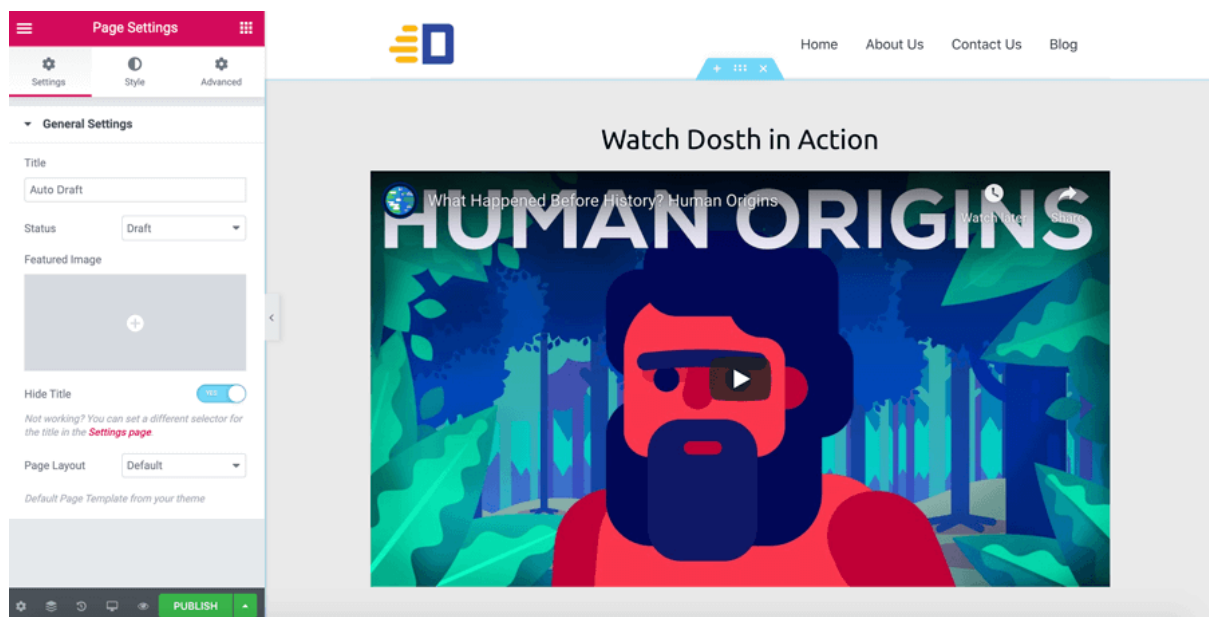 Page Settings
Settings
Style
Advanced
General Settings
Title
Auto Draft
Status
Draft
Featured Image
Hide Title
YES
Not working? You can set a different selector for
the title in the Settings page.
Page Layout
Default
Default Page Template from your theme
PUBLISH
D
Home
About Us
Contact Us
Blog
Watch Dosth in Action
What Happened Before History? Human Origins
Watch later
Share
HUMAN ORIGINS